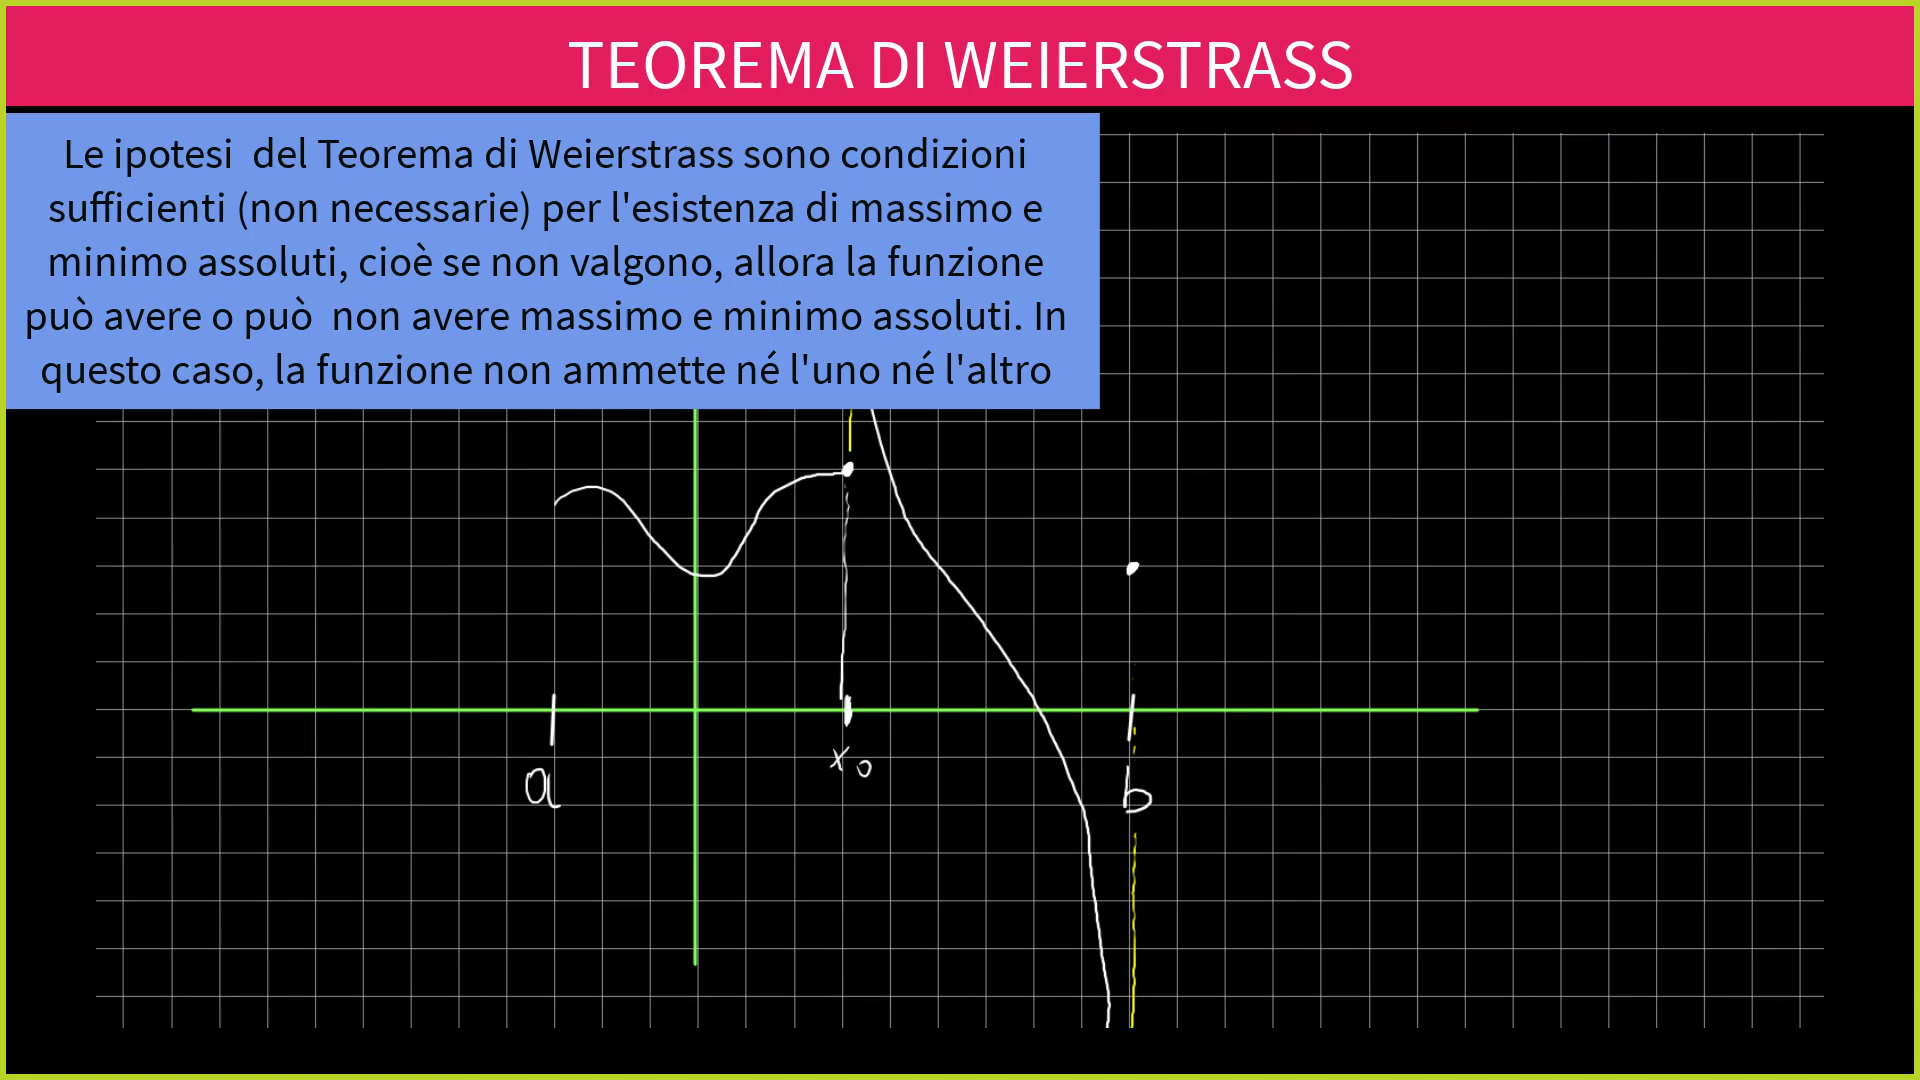 TEOREMA DI WEIERSTRASS
Le ipotesi  del Teorema di Weierstrass sono condizioni
sufficienti (non necessarie) per l'esistenza di massimo e
minimo assoluti, cioè se non valgono, allora la funzione
può avere o può  non avere massimo e minimo assoluti. In
questo caso, la funzione non ammette né l'uno né l'altro
x₀
a
b